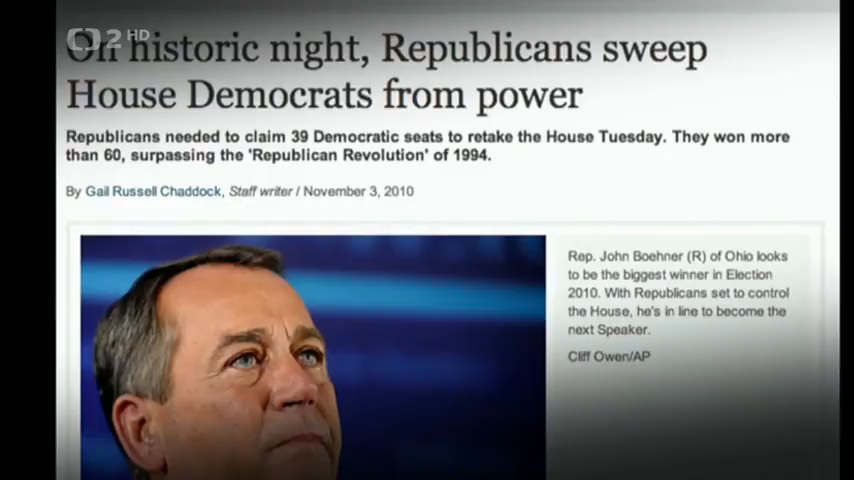 2 HD
On historic night, Republicans sweep
House Democrats from power
Republicans needed to claim 39 Democratic seats to retake the House Tuesday. They won more
than 60, surpassing the 'Republican Revolution' of 1994.
By Gail Russell Chaddock, Staff writer / November 3, 2010
Rep. John Boehner (R) of Ohio looks
to be the biggest winner in Election
2010. With Republicans set to control
the House, he's in line to become the
next Speaker.
Cliff Owen/AP